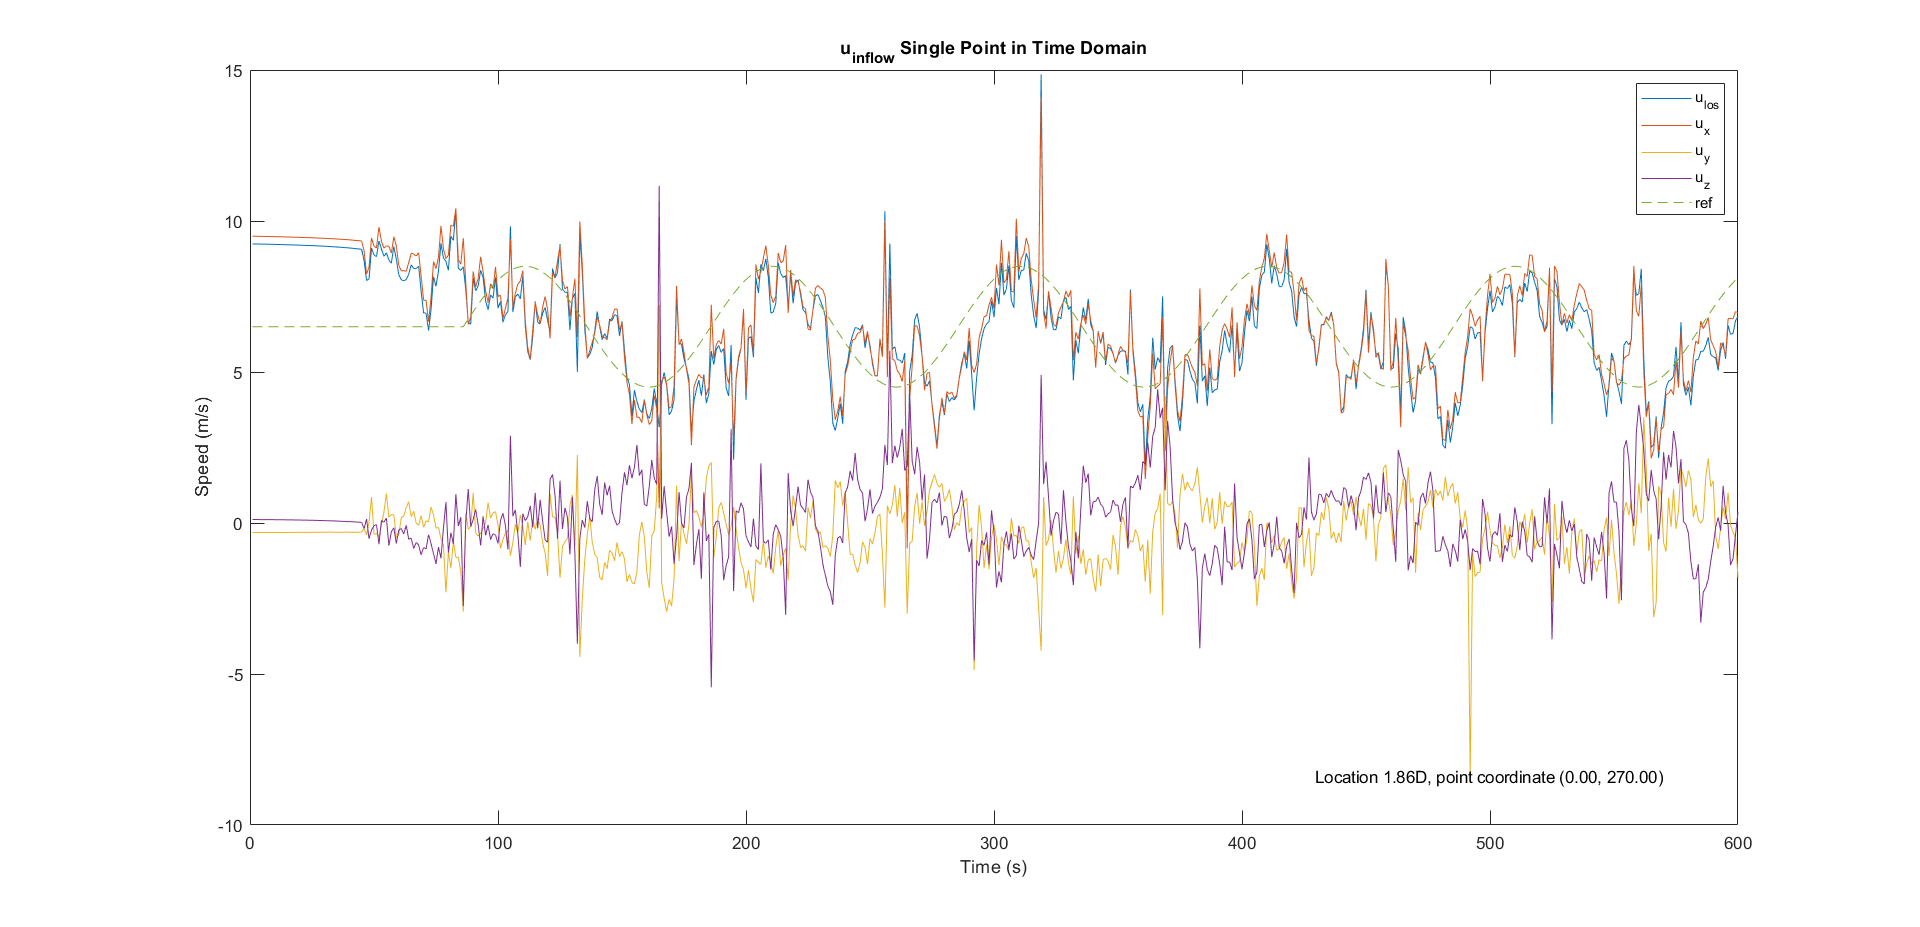 u_inflow Single Point in Time Domain
15
10
5
0
-5
-10
Speed (m/s)
u_los
u_x
u_y
u_z
ref
Location 1.86D, point coordinate (0.00, 270.00)
0 100 200 300 400 500 600
Time (s)